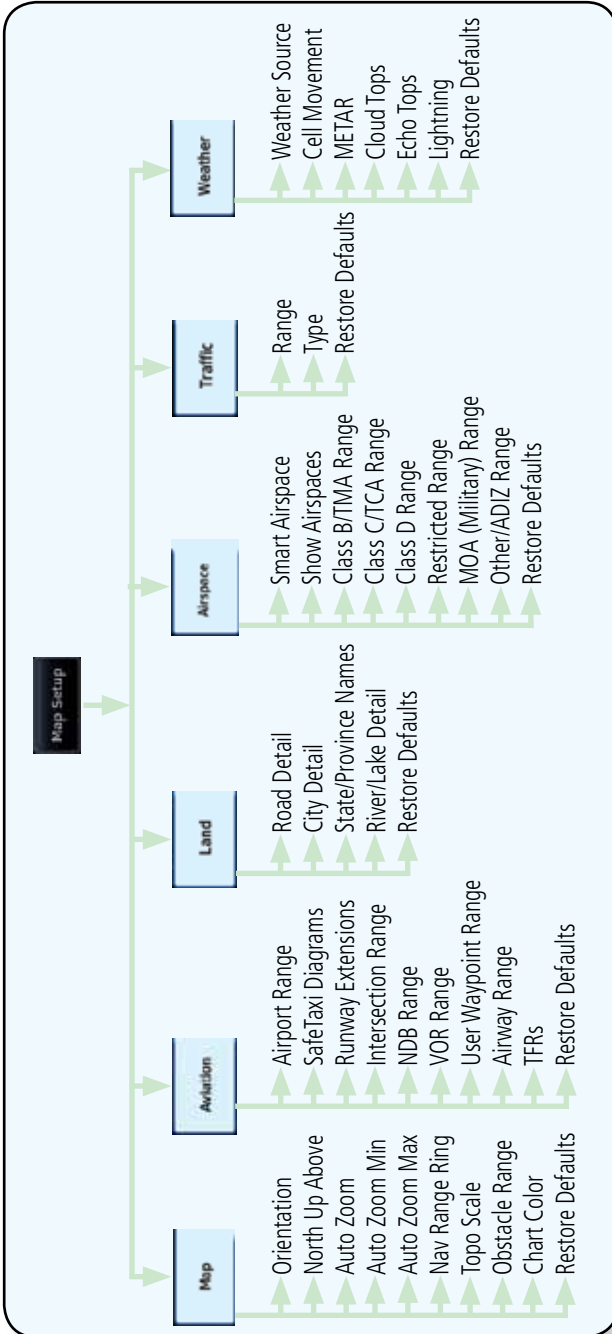 Map Setup
Map
Orientation
North Up Above
Auto Zoom
Auto Zoom Min
Auto Zoom Max
Nav Range Ring
Topo Scale
Obstacle Range
Chart Color
Restore Defaults
Aviation
Airport Range
SafeTaxi Diagrams
Runway Extensions
Intersection Range
NDB Range
VOR Range
User Waypoint Range
Airway Range
TFRs
Restore Defaults
Land
Road Detail
City Detail
State/Province Names
River/Lake Detail
Restore Defaults
Airspace
Smart Airspace
Show Airspaces
Class B/TMA Range
Class C/TCA Range
Class D Range
Restricted Range
MOA (Military) Range
Other/ADIZ Range
Restore Defaults
Traffic
Range
Type
Restore Defaults
Weather
Weather Source
Cell Movement
METAR
Cloud Tops
Echo Tops
Lightning
Restore Defaults